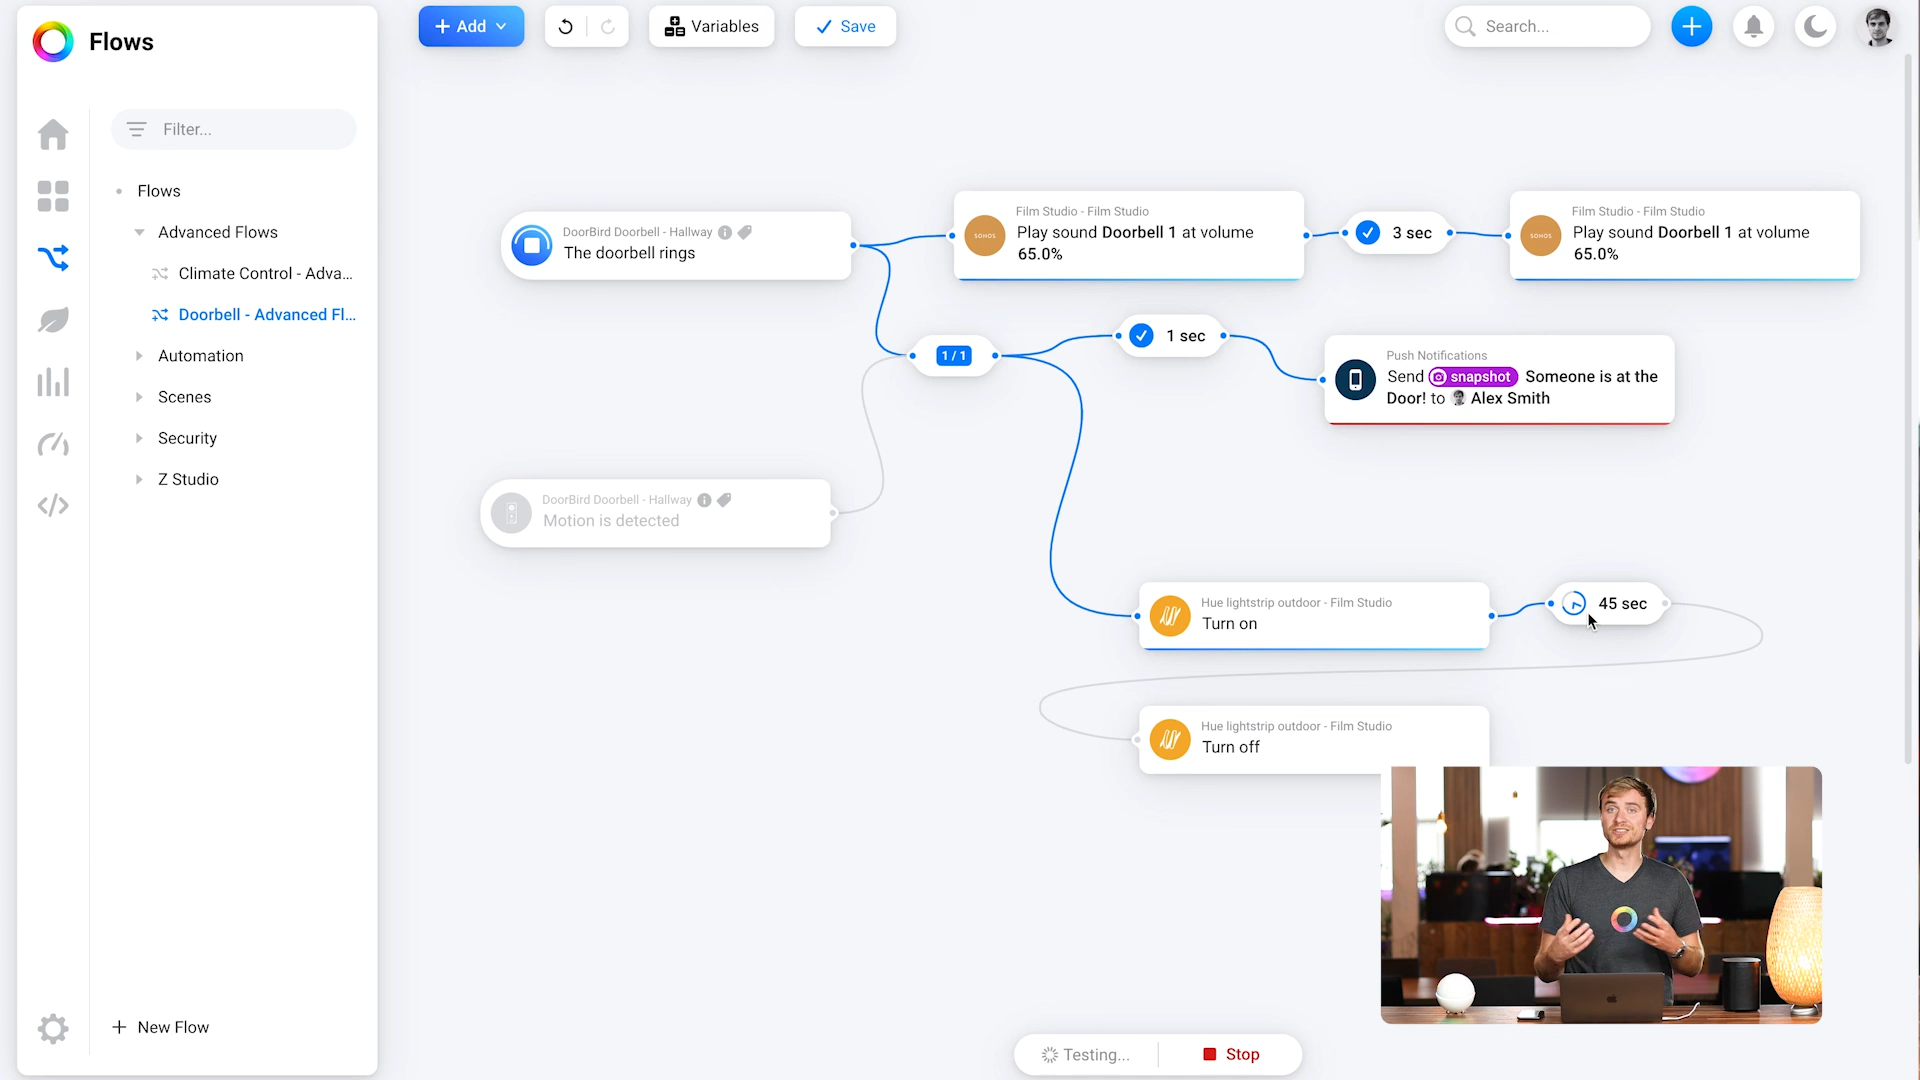 Flows
Add
Variables
Save
Search...
Filter...
Flows
Advanced Flows
Climate Control - Adva...
Doorbell - Advanced Fl...
Automation
Scenes
Security
Z Studio
New Flow
DoorBird Doorbell - Hallway
The doorbell rings
SONOS
Film Studio - Film Studio
Play sound Doorbell 1 at volume
65.0%
3 sec
SONOS
Film Studio - Film Studio
Play sound Doorbell 1 at volume
65.0%
1 / 1
1 sec
Push Notifications
Send snapshot Someone is at the
Door! to Alex Smith
DoorBird Doorbell - Hallway
Motion is detected
Hue lightstrip outdoor - Film Studio
Turn on
45 sec
Hue lightstrip outdoor - Film Studio
Turn off
Testing...
Stop